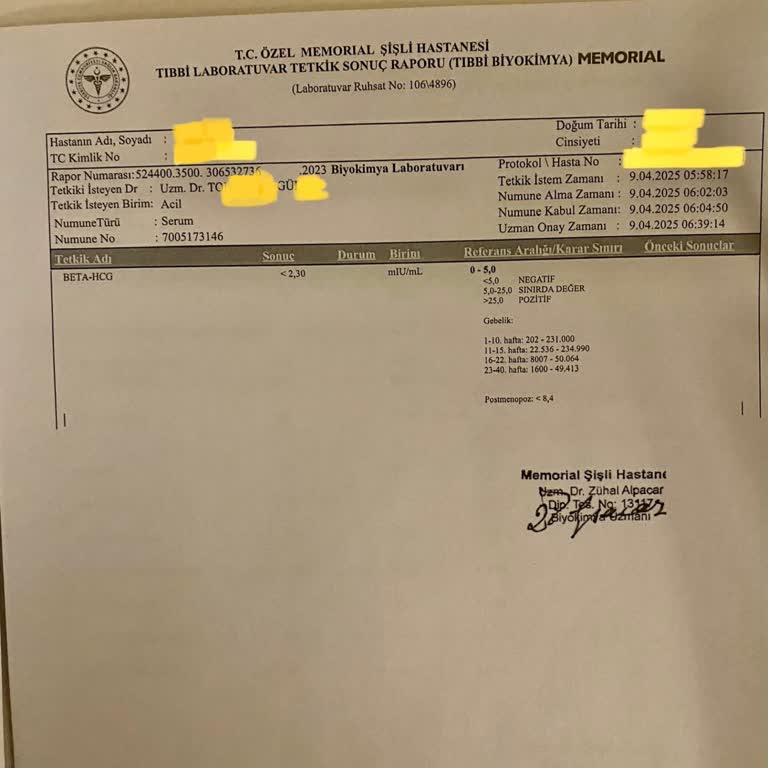 T.C. ÖZEL MEMORIAL ŞİŞLİ HASTANESİ
TIBBİ LABORATUVAR TETKİK SONUÇ RAPORU (TIBBİ BİYOKİMYA) MEMORIAL
(Laboratuvar Ruhsat No: 106\4896)
Hastanın Adı, Soyadı :
Doğum Tarihi :
TC Kimlik No :
Cinsiyeti :
Rapor Numarası:524400.3500. .2023 Biyokimya Laboratuvarı
Protokol \ Hasta No :
Tetkiki İsteyen Dr : Uzm. Dr.
Tetkik İstem Zamanı : 9.04.2025 05:58:17
Tetkik İsteyen Birim: Acil
Numune Alma Zamanı : 9.04.2025 06:02:03
NumuneTürü : Serum
Numune Kabul Zamanı: 9.04.2025 06:04:50
Numune No : 7005173146
Uzman Onay Zamanı : 9.04.2025 06:39:14
Tetkik Adı Sonuç Durum Birini Referans Aralığı/Karar Sınırı Önceki Sonuçlar
BETA-HCG <2,30 mIU/mL 0 - 5,0
<5,0 NEGATİF
5,0-25,0 SINIRDA DEĞER
>25,0 POZİTİF
Gebelik:
1-10. hafta: 202 - 231.000
11-15. hafta: 22.536 - 234.990
16-22. hafta: 8007 - 50.064
23-40. hafta: 1600 - 49.413
Postmenopoz: < 8,4
Memorial Şişli Hastane
Uzm. Dr. Zühal Alpacar
Dip. Tes. No:
Biyokimya Uzmanı